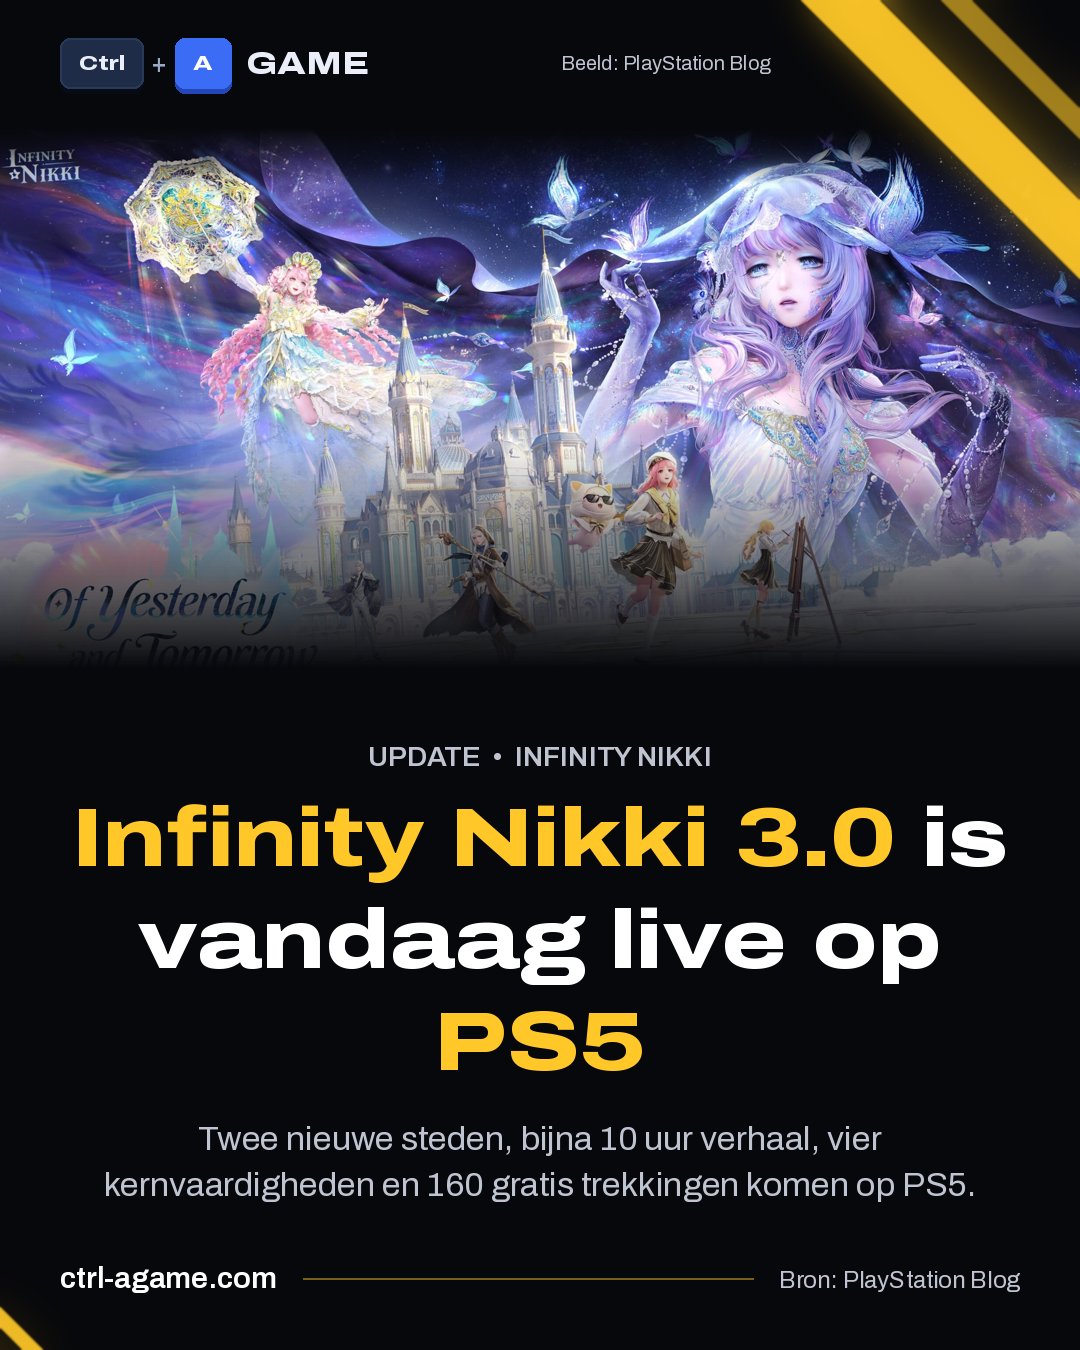 Ctrl + A GAME
Beeld: PlayStation Blog
INFINITY
NIKKI
Of Yesterday
and Tomorrow
UPDATE • INFINITY NIKKI
Infinity Nikki 3.0 is
vandaag live op
PS5
Twee nieuwe steden, bijna 10 uur verhaal, vier
kernvaardigheden en 160 gratis trekkingen komen op PS5.
ctrl-agame.com
Bron: PlayStation Blog